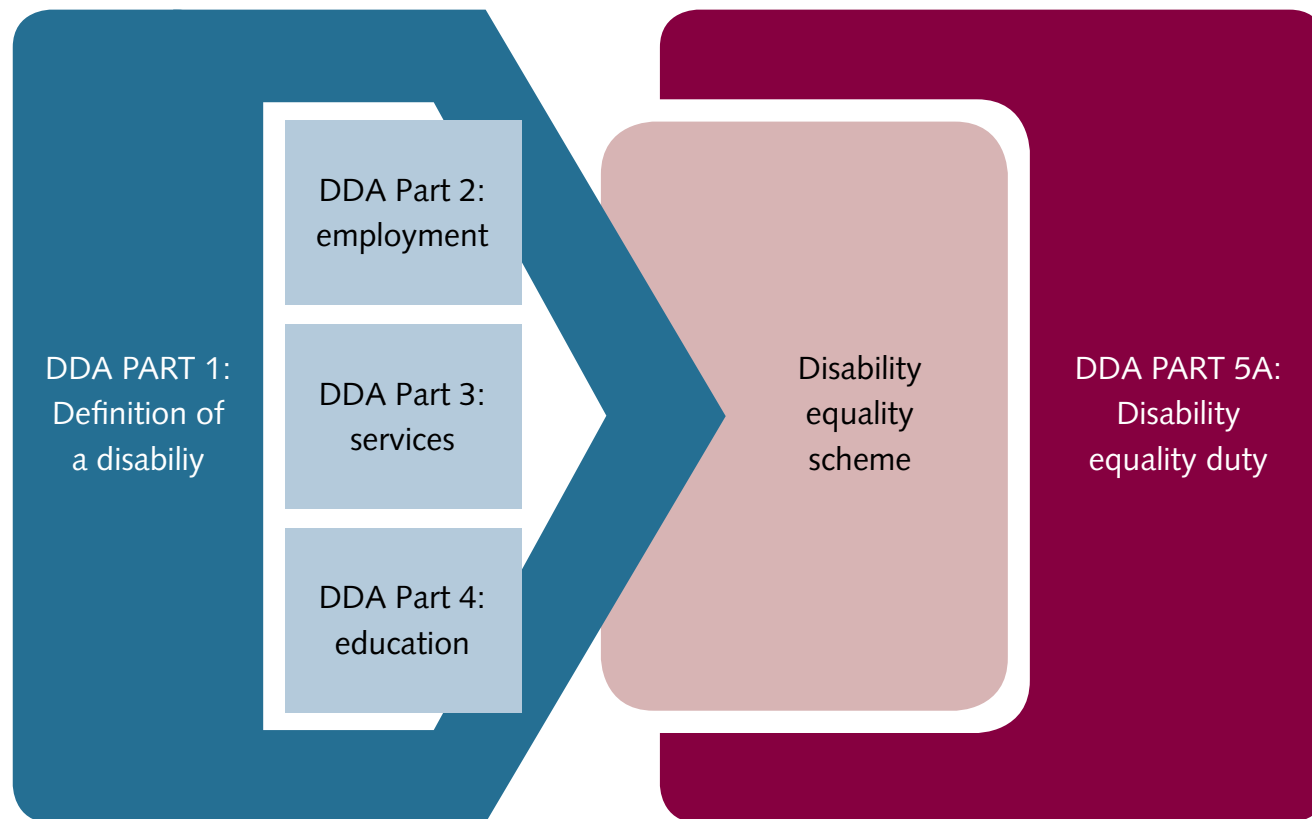 DDA PART 1:
Definition of
a disabiliy
DDA Part 2:
employment
DDA Part 3:
services
DDA Part 4:
education
Disability
equality
scheme
DDA PART 5A:
Disability
equality duty